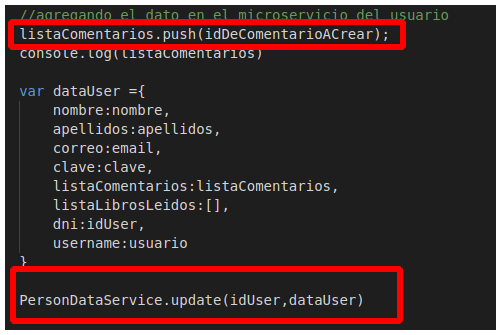 //agregando el dato en el microservicio del usuario
listaComentarios.push(idDeComentarioACrear);
console.log(listaComentarios)
var dataUser ={
nombre:nombre,
apellidos:apellidos,
correo:email,
clave:clave,
listaComentarios:listaComentarios,
listaLibrosLeidos:[],
dni:idUser,
username:usuario
}
PersonDataService.update(idUser,dataUser)